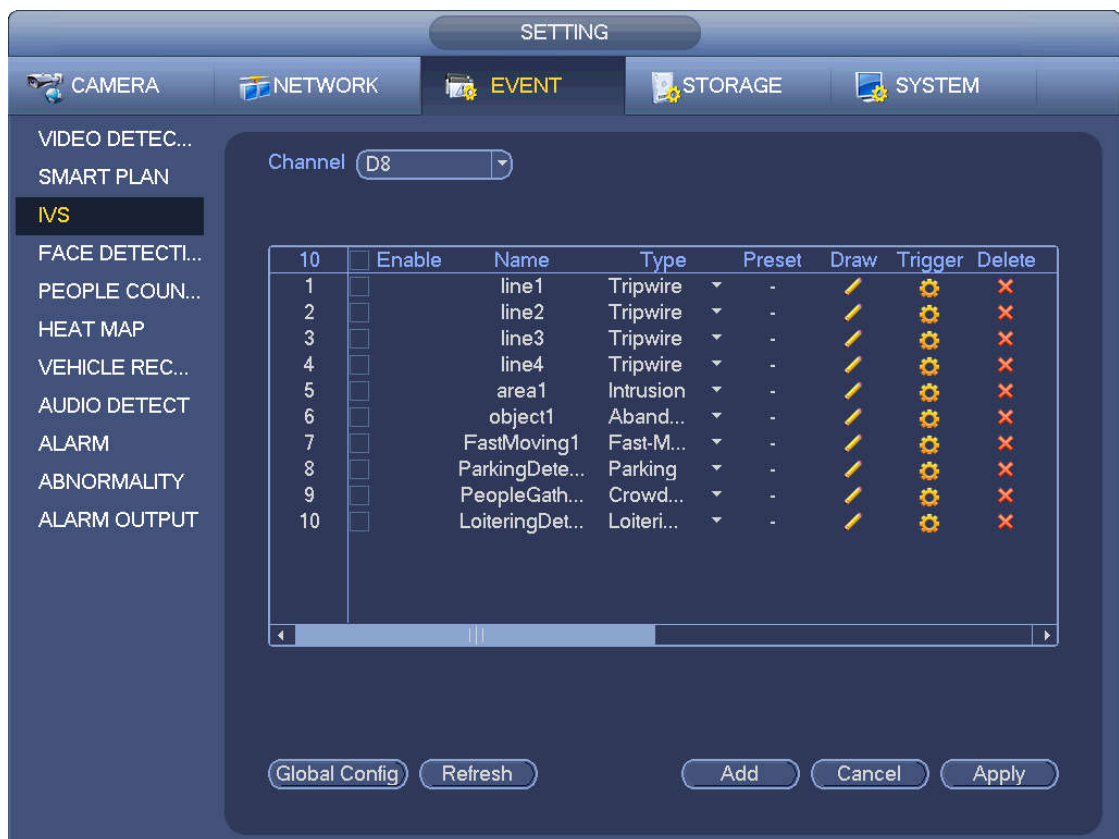 SETTING
CAMERA NETWORK EVENT STORAGE SYSTEM
VIDEO DETEC...
SMART PLAN
IVS
FACE DETECTI...
PEOPLE COUN...
HEAT MAP
VEHICLE REC...
AUDIO DETECT
ALARM
ABNORMALITY
ALARM OUTPUT
Channel D8
10 Enable Name Type Preset Draw Trigger Delete
1 line1 Tripwire -
2 line2 Tripwire -
3 line3 Tripwire -
4 line4 Tripwire -
5 area1 Intrusion -
6 object1 Aband... -
7 FastMoving1 Fast-M... -
8 ParkingDete... Parking -
9 PeopleGath... Crowd... -
10 LoiteringDet... Loiteri... -
Global Config Refresh Add Cancel Apply